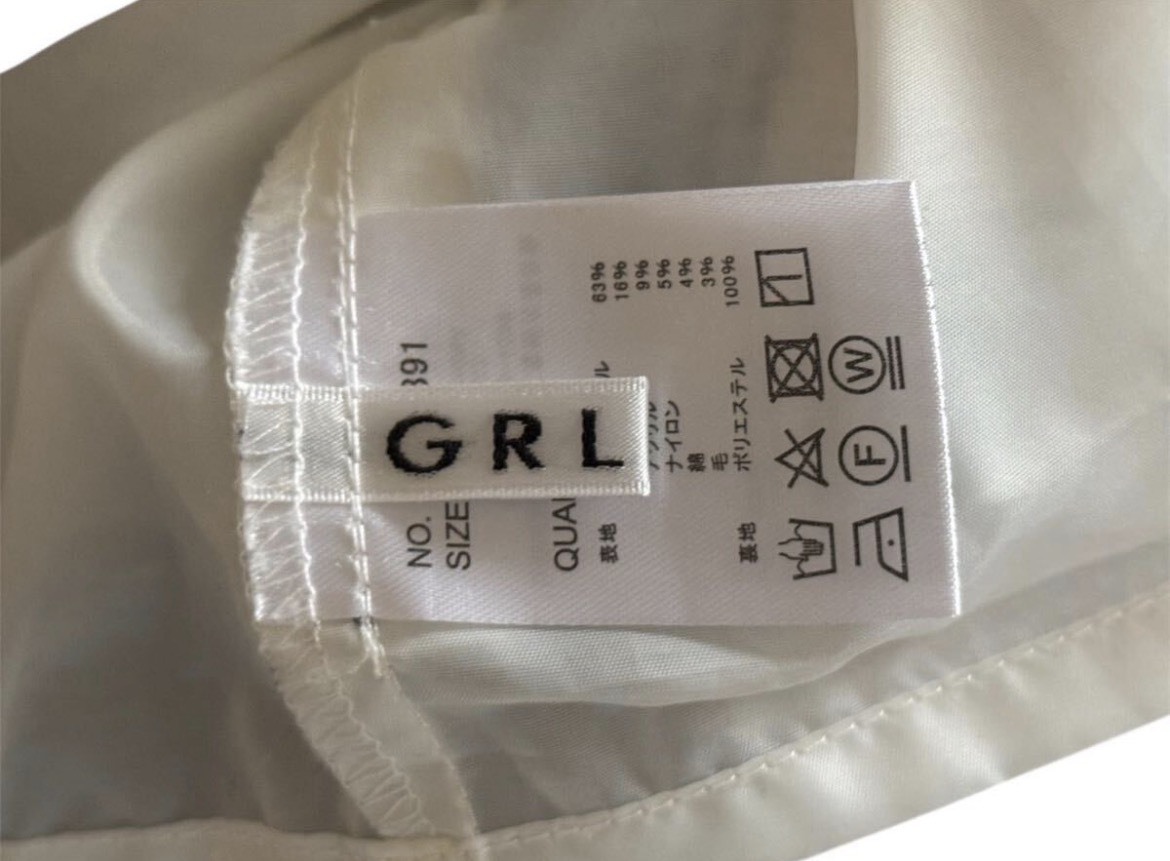 GRL
NO. 391
SIZE
QUAL
表地 ル 63%
16%
9%
ナイロン 5%
綿 4%
毛 3%
裏地 ポリエステル 100%
W
F